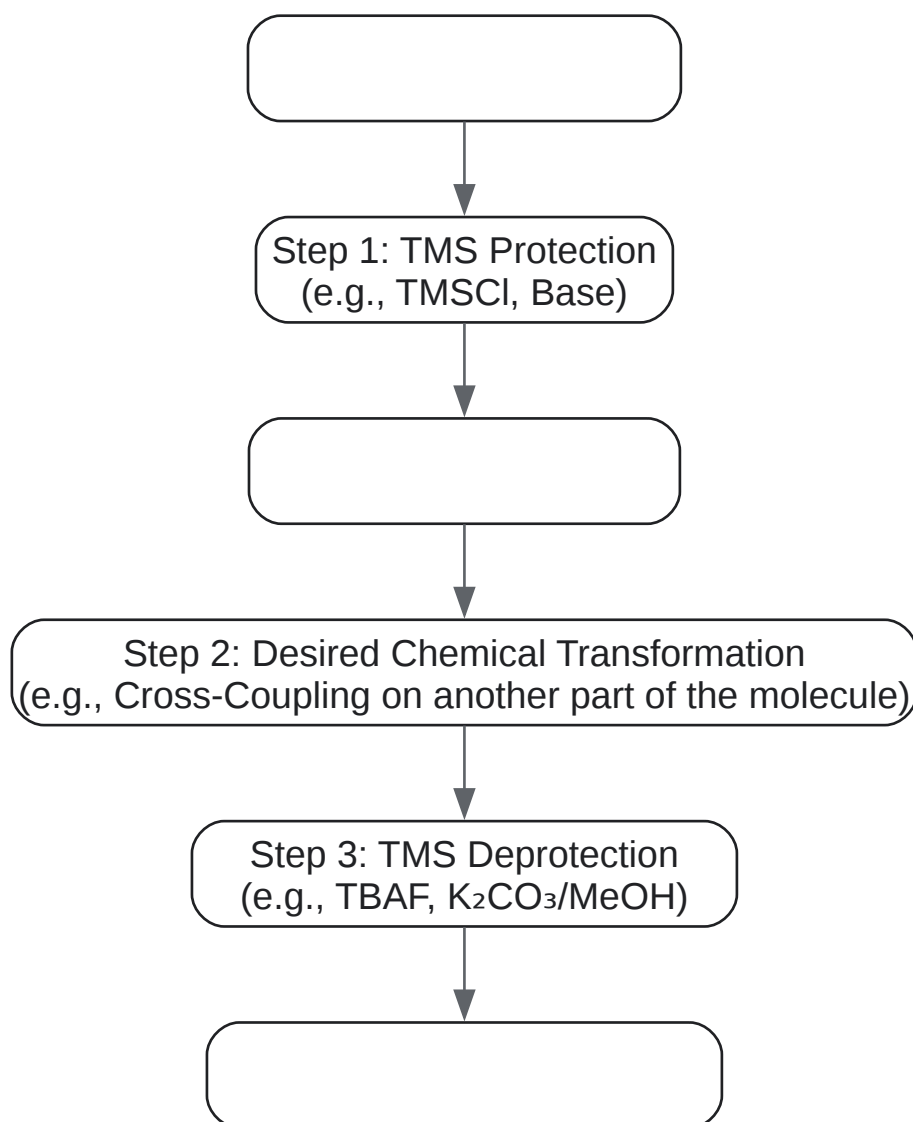 Step 1: TMS Protection
(e.g., TMSCl, Base)
Step 2: Desired Chemical Transformation
(e.g., Cross-Coupling on another part of the molecule)
Step 3: TMS Deprotection
(e.g., TBAF, K₂CO₃/MeOH)